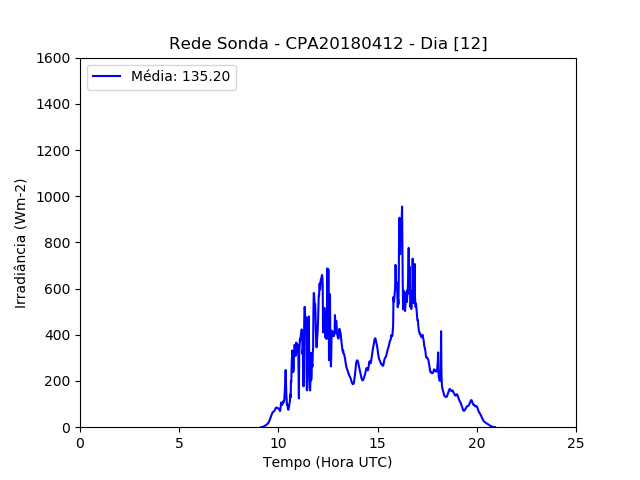 Rede Sonda - CPA20180412 - Dia [12]
Média: 135.20
1600
1400
1200
1000
800
600
400
200
0
Irradiância (Wm-2)
0 5 10 15 20 25
Tempo (Hora UTC)